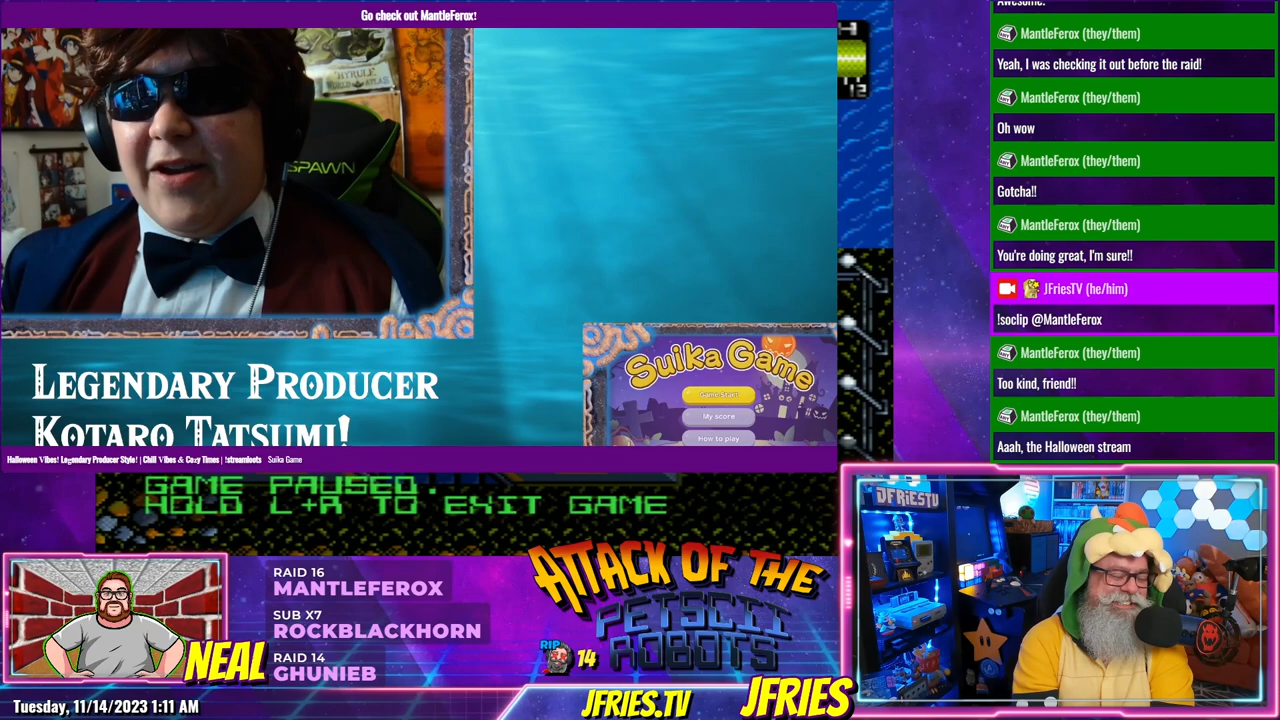 Go check out MantleFerox!
HYRULE
ATLAS
SPAWN
LEGENDARY PRODUCER
KOTARO TATSUMI!
Suika Game
Game Start
My score
How to play
Halloween Vibes! Legendary Producer Style! | Chill Vibes & Cozy Times | !streamloots Suika Game
12
GAME PAUSED.
HOLD L+R TO EXIT GAME
Awesome.
MantleFerox (they/them)
Yeah, I was checking it out before the raid!
MantleFerox (they/them)
Oh wow
MantleFerox (they/them)
Gotcha!!
MantleFerox (they/them)
You're doing great, I'm sure!!
JFriesTV (he/him)
!soclip @MantleFerox
MantleFerox (they/them)
Too kind, friend!!
MantleFerox (they/them)
Aaah, the Halloween stream
RAID 16
MANTLEFEROX
SUB X7
ROCKBLACKHORN
RAID 14
GHUNIEB
NEAL
ATTACK OF THE
PETSCII
ROBOTS
RIP
14
JFRIESTV
JFRIES.TV
JFRIES
Tuesday, 11/14/2023 1:11 AM